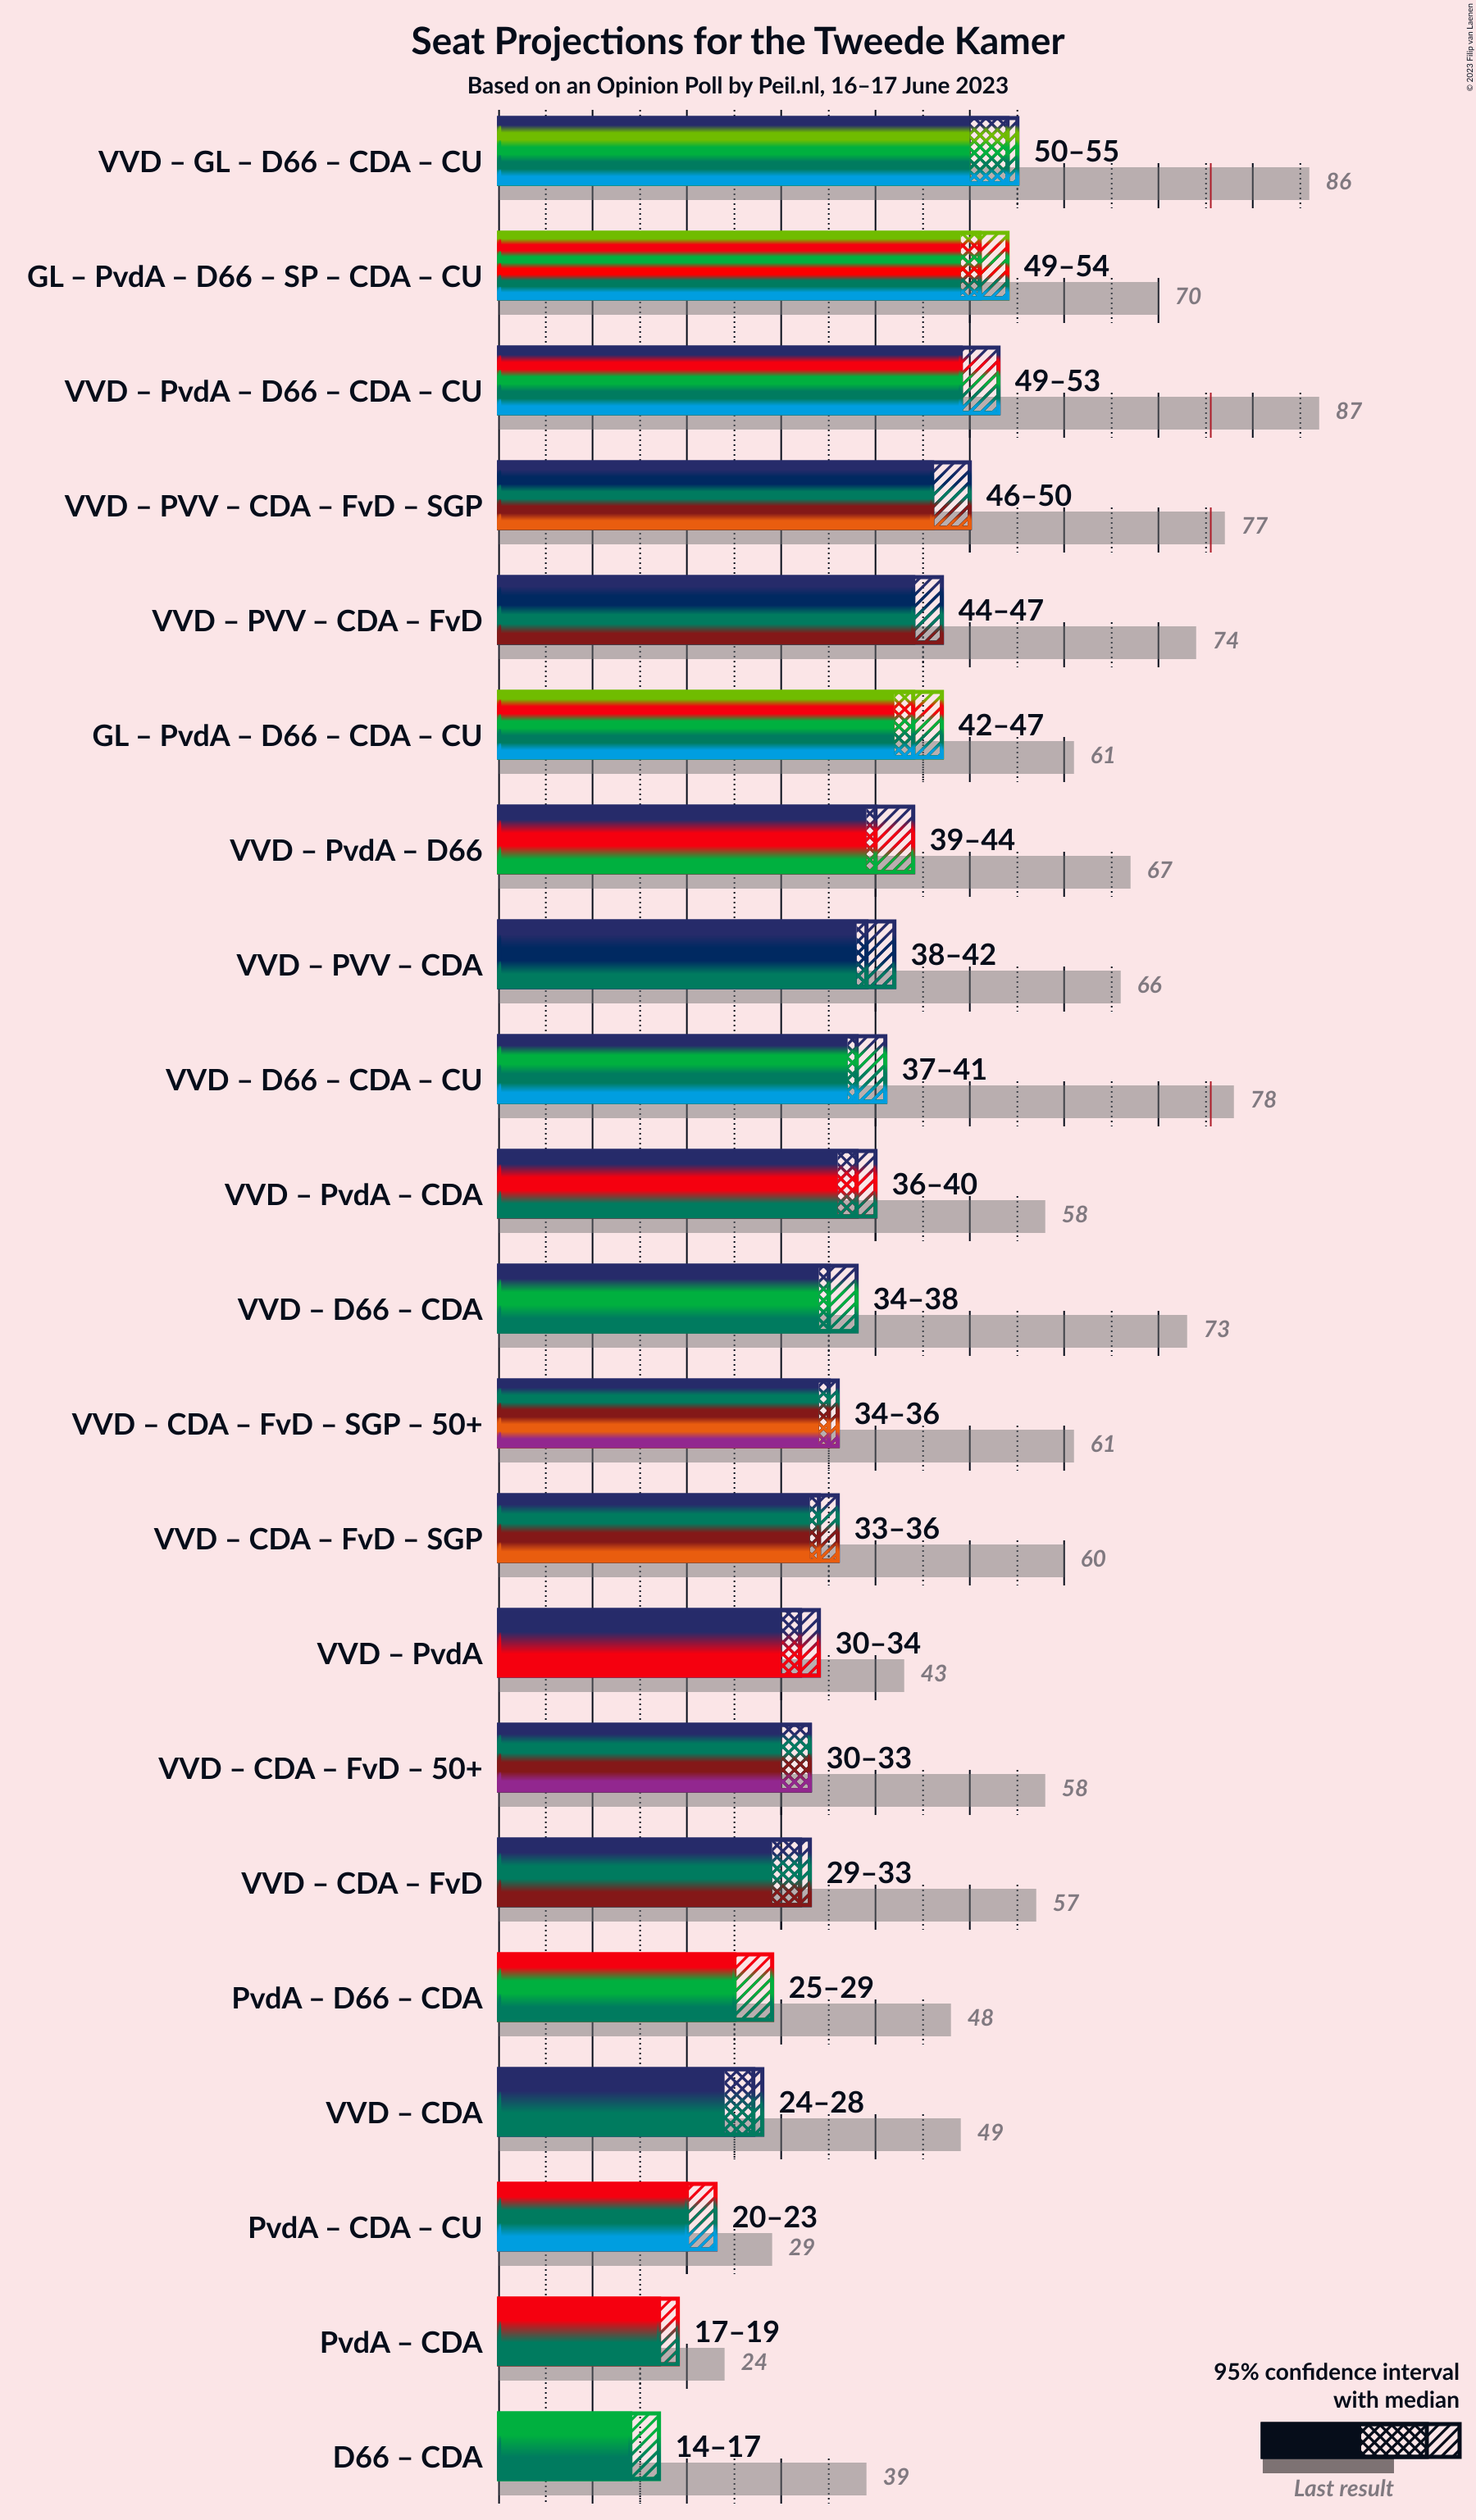 © 2023 Filip van Laenen
Seat Projections for the Tweede Kamer
Based on an Opinion Poll by Peil.nl, 16–17 June 2023
VVD – GL – D66 – CDA – CU
50–55
86
GL – PvdA – D66 – SP – CDA – CU
49–54
70
VVD – PvdA – D66 – CDA – CU
49–53
87
VVD – PVV – CDA – FvD – SGP
46–50
77
VVD – PVV – CDA – FvD
44–47
74
GL – PvdA – D66 – CDA – CU
42–47
61
VVD – PvdA – D66
39–44
67
VVD – PVV – CDA
38–42
66
VVD – D66 – CDA – CU
37–41
78
VVD – PvdA – CDA
36–40
58
VVD – D66 – CDA
34–38
73
VVD – CDA – FvD – SGP – 50+
34–36
61
VVD – CDA – FvD – SGP
33–36
60
VVD – PvdA
30–34
43
VVD – CDA – FvD – 50+
30–33
58
VVD – CDA – FvD
29–33
57
PvdA – D66 – CDA
25–29
48
VVD – CDA
24–28
49
PvdA – CDA – CU
20–23
29
PvdA – CDA
17–19
24
D66 – CDA
14–17
39
95% confidence interval
with median
Last result